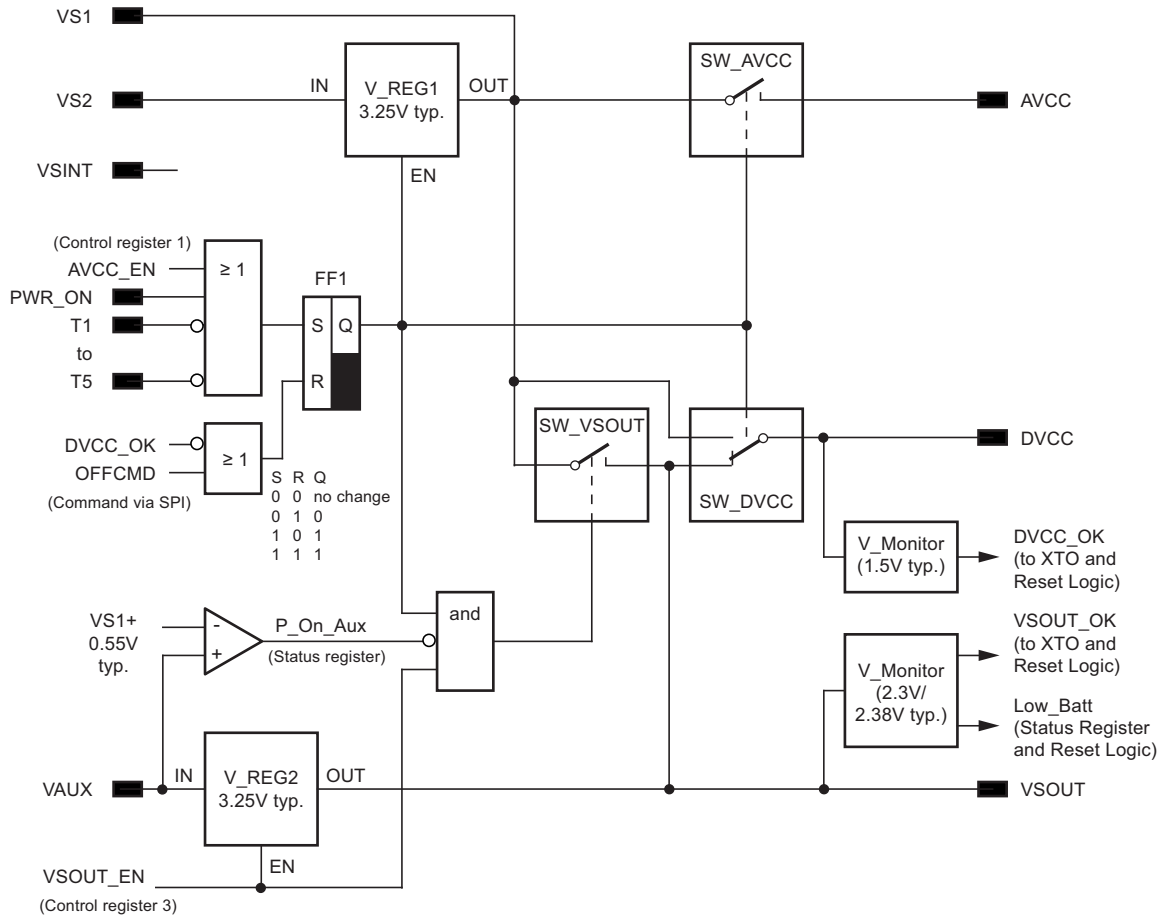 VS1
SW_AVCC
IN
V_REG1
3.25V typ.
OUT
VS2
AVCC
VSINT
EN
(Control register 1)
AVCC_EN
≥ 1
FF1
PWR_ON
T1
S Q
to
T5
R
SW_VSOUT
DVCC
DVCC_OK
≥ 1
OFFCMD
(Command via SPI)
S R Q
0 0 no change
0 1 0
1 0 1
1 1 1
SW_DVCC
V_Monitor
(1.5V typ.)
DVCC_OK
(to XTO and
Reset Logic)
and
VS1+
0.55V
typ.
-
+
P_On_Aux
(Status register)
VSOUT_OK
(to XTO and
Reset Logic)
V_Monitor
(2.3V/
2.38V typ.)
Low_Batt
(Status Register
and Reset Logic)
VAUX
IN
V_REG2
3.25V typ.
OUT
VSOUT
EN
VSOUT_EN
(Control register 3)